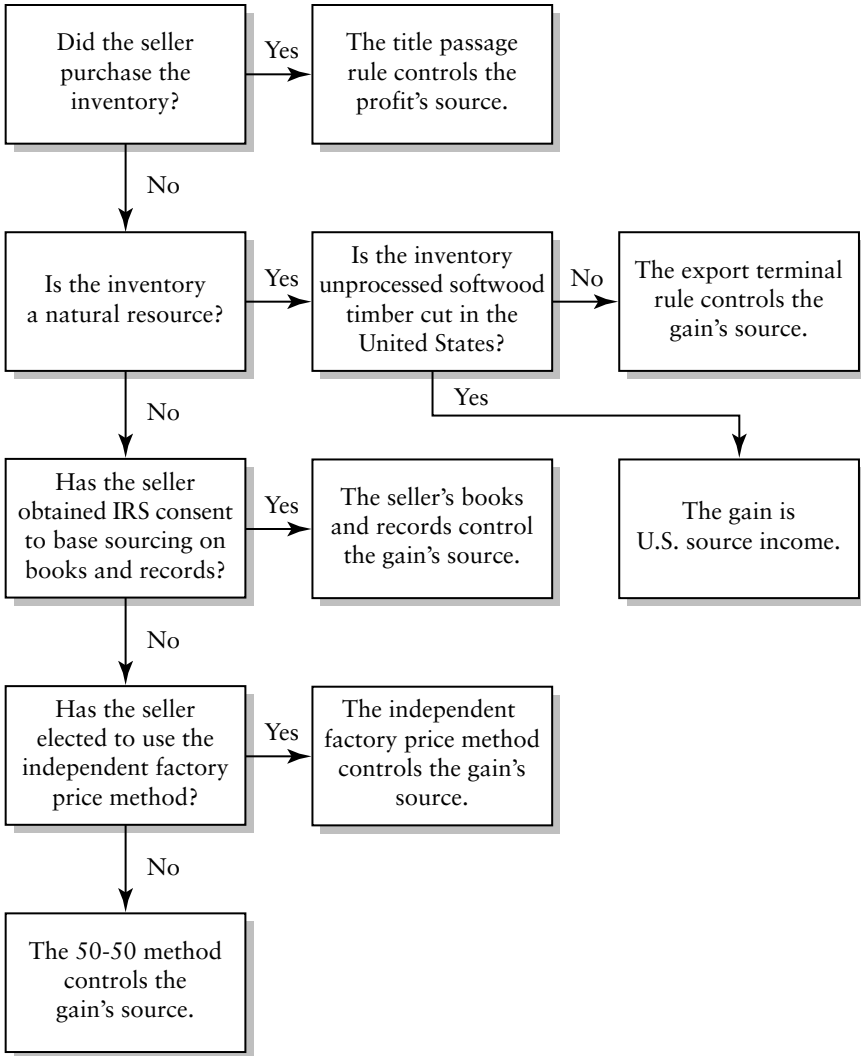 Did the seller
purchase the
inventory?
Yes
The title passage
rule controls the
profit's source.
No
Is the inventory
a natural resource?
Yes
Is the inventory
unprocessed softwood
timber cut in the
United States?
No
The export terminal
rule controls the
gain's source.
Yes
No
Has the seller
obtained IRS consent
to base sourcing on
books and records?
Yes
The seller's books
and records control
the gain's source.
The gain is
U.S. source income.
No
Has the seller
elected to use the
independent factory
price method?
Yes
The independent
factory price method
controls the gain's
source.
No
The 50-50 method
controls the
gain's source.